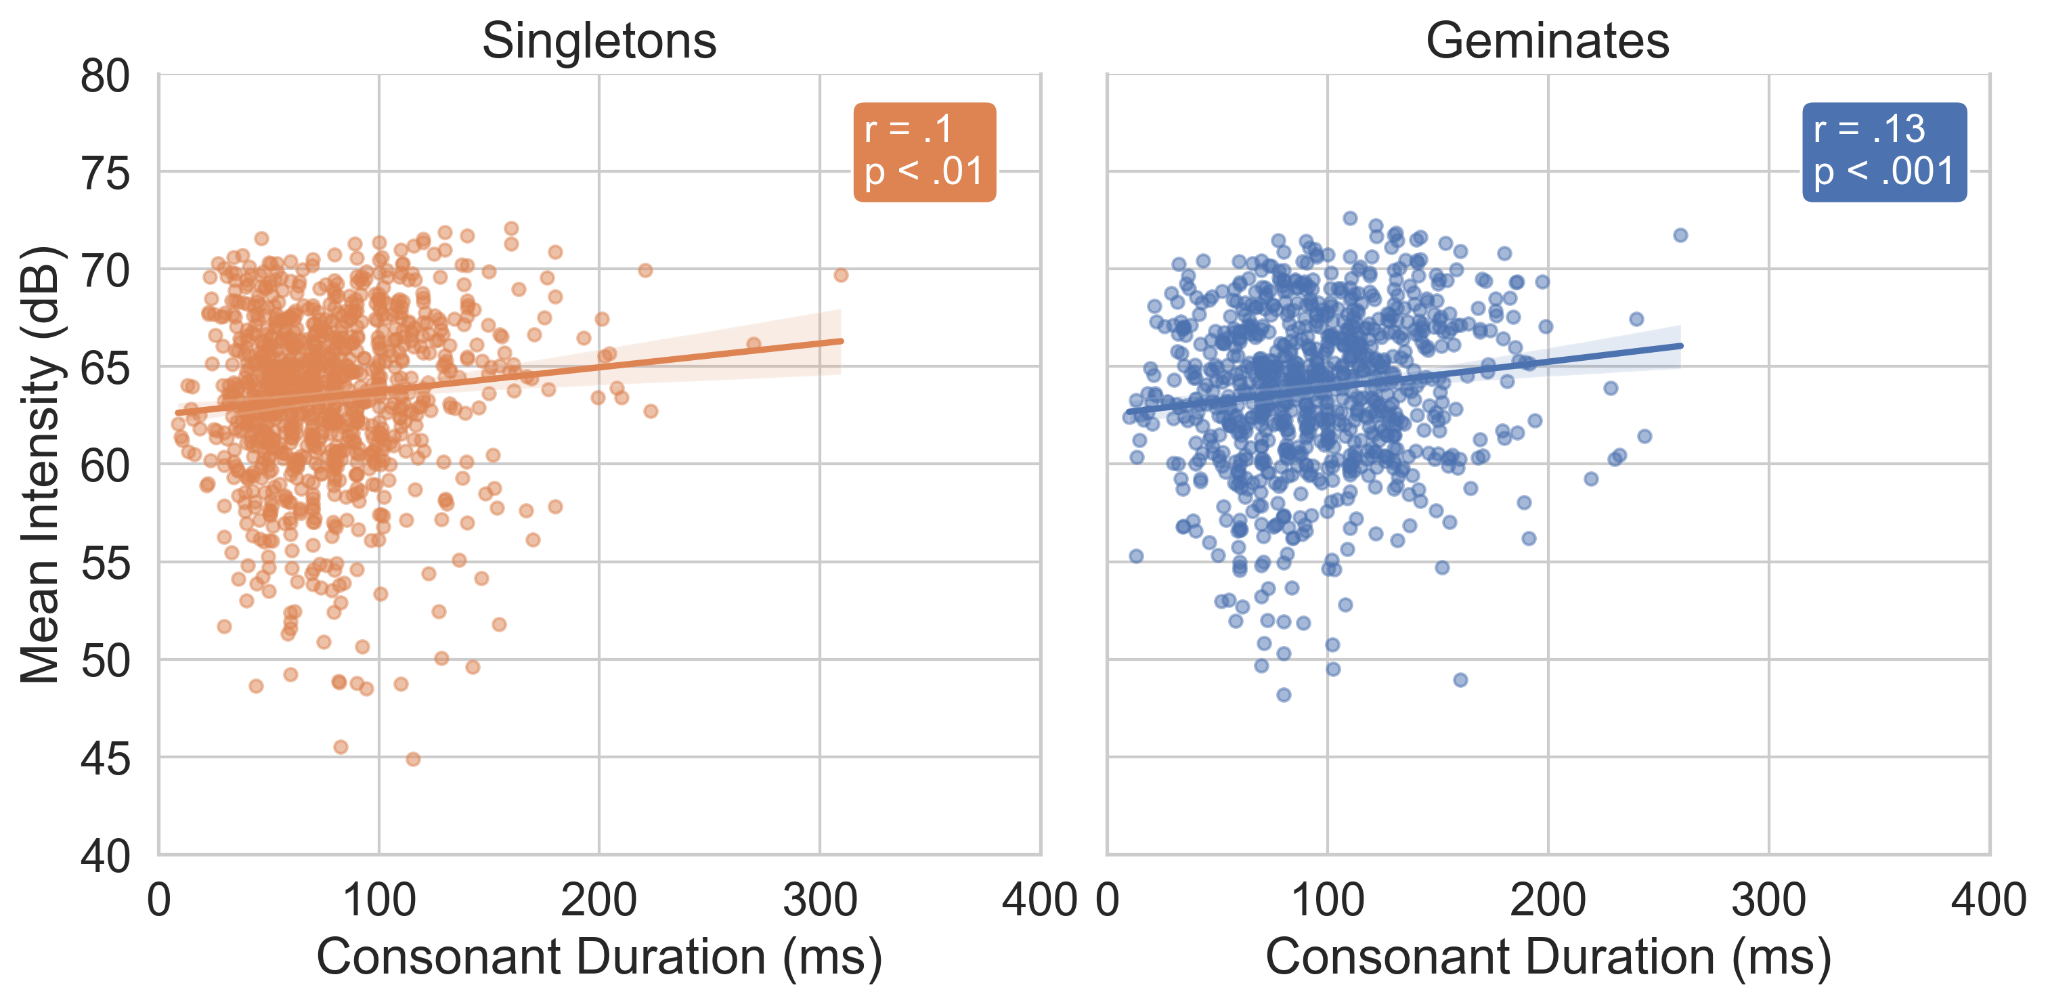 Singletons
Geminates
r = .1
p < .01
r = .13
p < .001
Mean Intensity (dB)
80
75
70
65
60
55
50
45
40
0 100 200 300 400
0 100 200 300 400
Consonant Duration (ms)
Consonant Duration (ms)